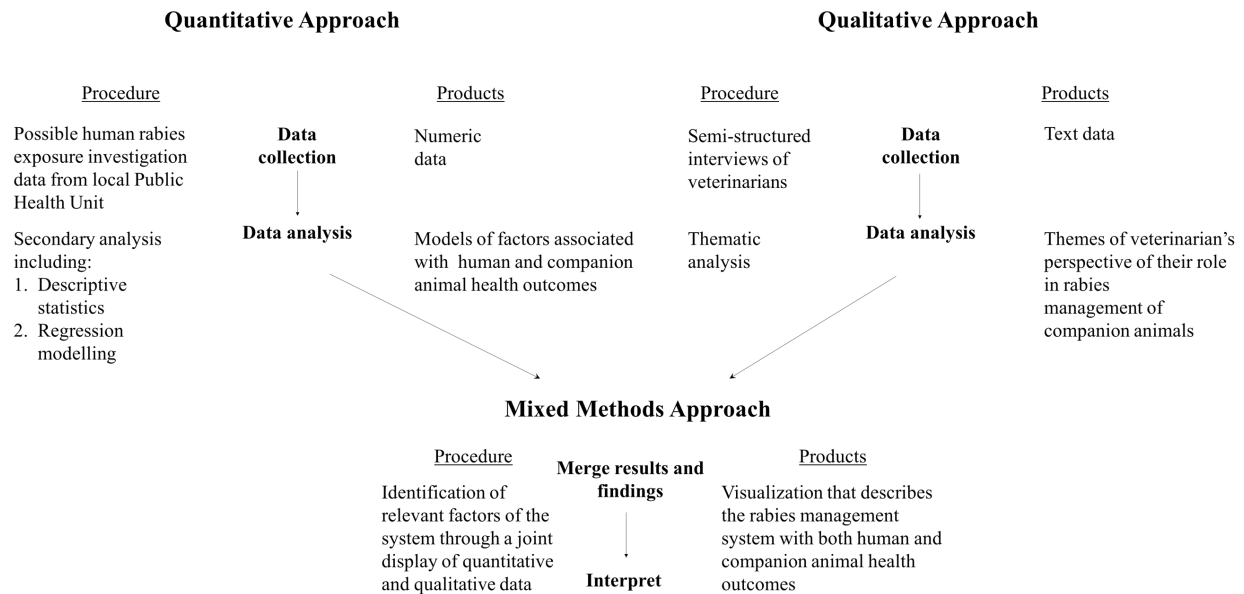 Quantitative Approach
Procedure
Products
Possible human rabies
exposure investigation
data from local Public
Health Unit
Data
collection
Numeric
data
Secondary analysis
including:
1. Descriptive
statistics
2. Regression
modelling
Data analysis
Models of factors associated
with human and companion
animal health outcomes
Qualitative Approach
Procedure
Products
Semi-structured
interviews of
veterinarians
Data
collection
Text data
Thematic
analysis
Data analysis
Themes of veterinarian’s
perspective of their role
in rabies
management of
companion animals
Mixed Methods Approach
Procedure
Products
Identification of
relevant factors of the
system through a joint
display of quantitative
and qualitative data
Merge results and
findings
Interpret
Visualization that describes
the rabies management
system with both human and
companion animal health
outcomes